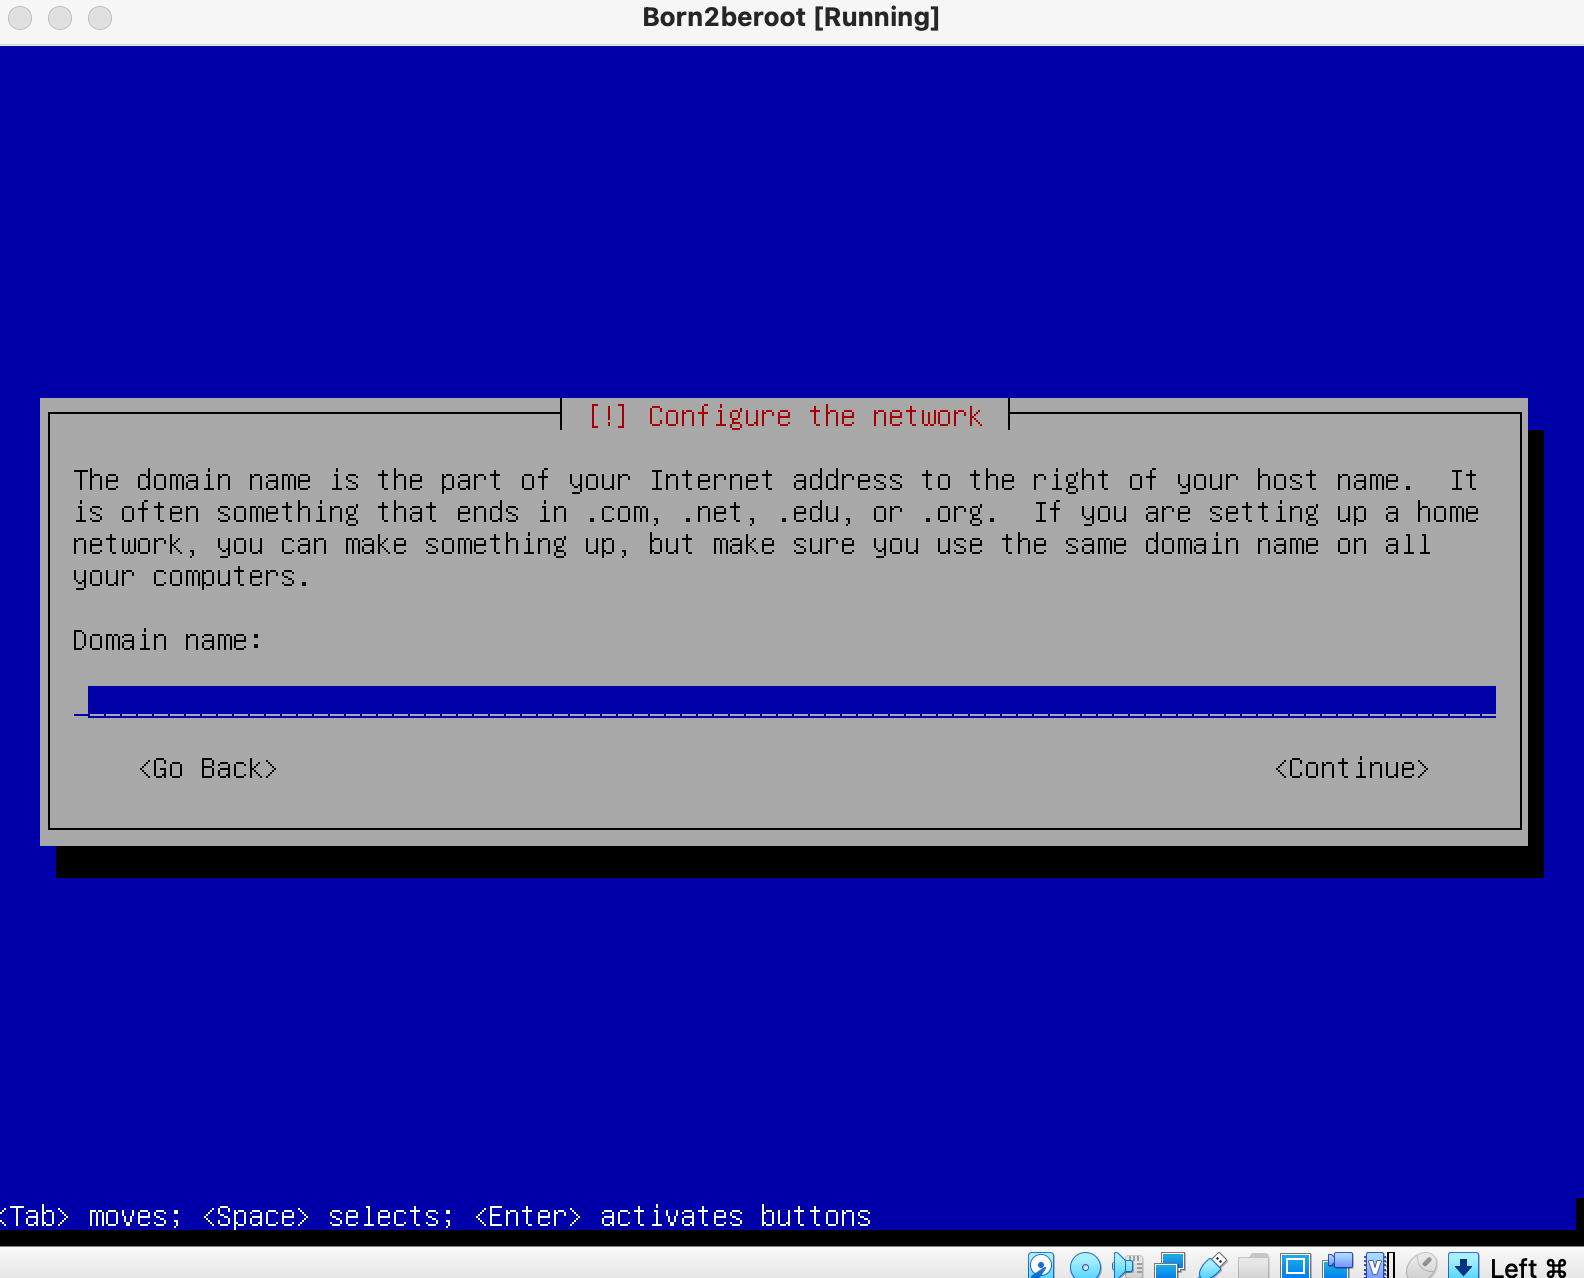 Born2beroot [Running]
[!] Configure the network
The domain name is the part of your Internet address to the right of your host name.  It
is often something that ends in .com, .net, .edu, or .org.  If you are setting up a home
network, you can make something up, but make sure you use the same domain name on all
your computers.
Domain name:
<Go Back>
<Continue>
<Tab> moves; <Space> selects; <Enter> activates buttons
Left ⌘